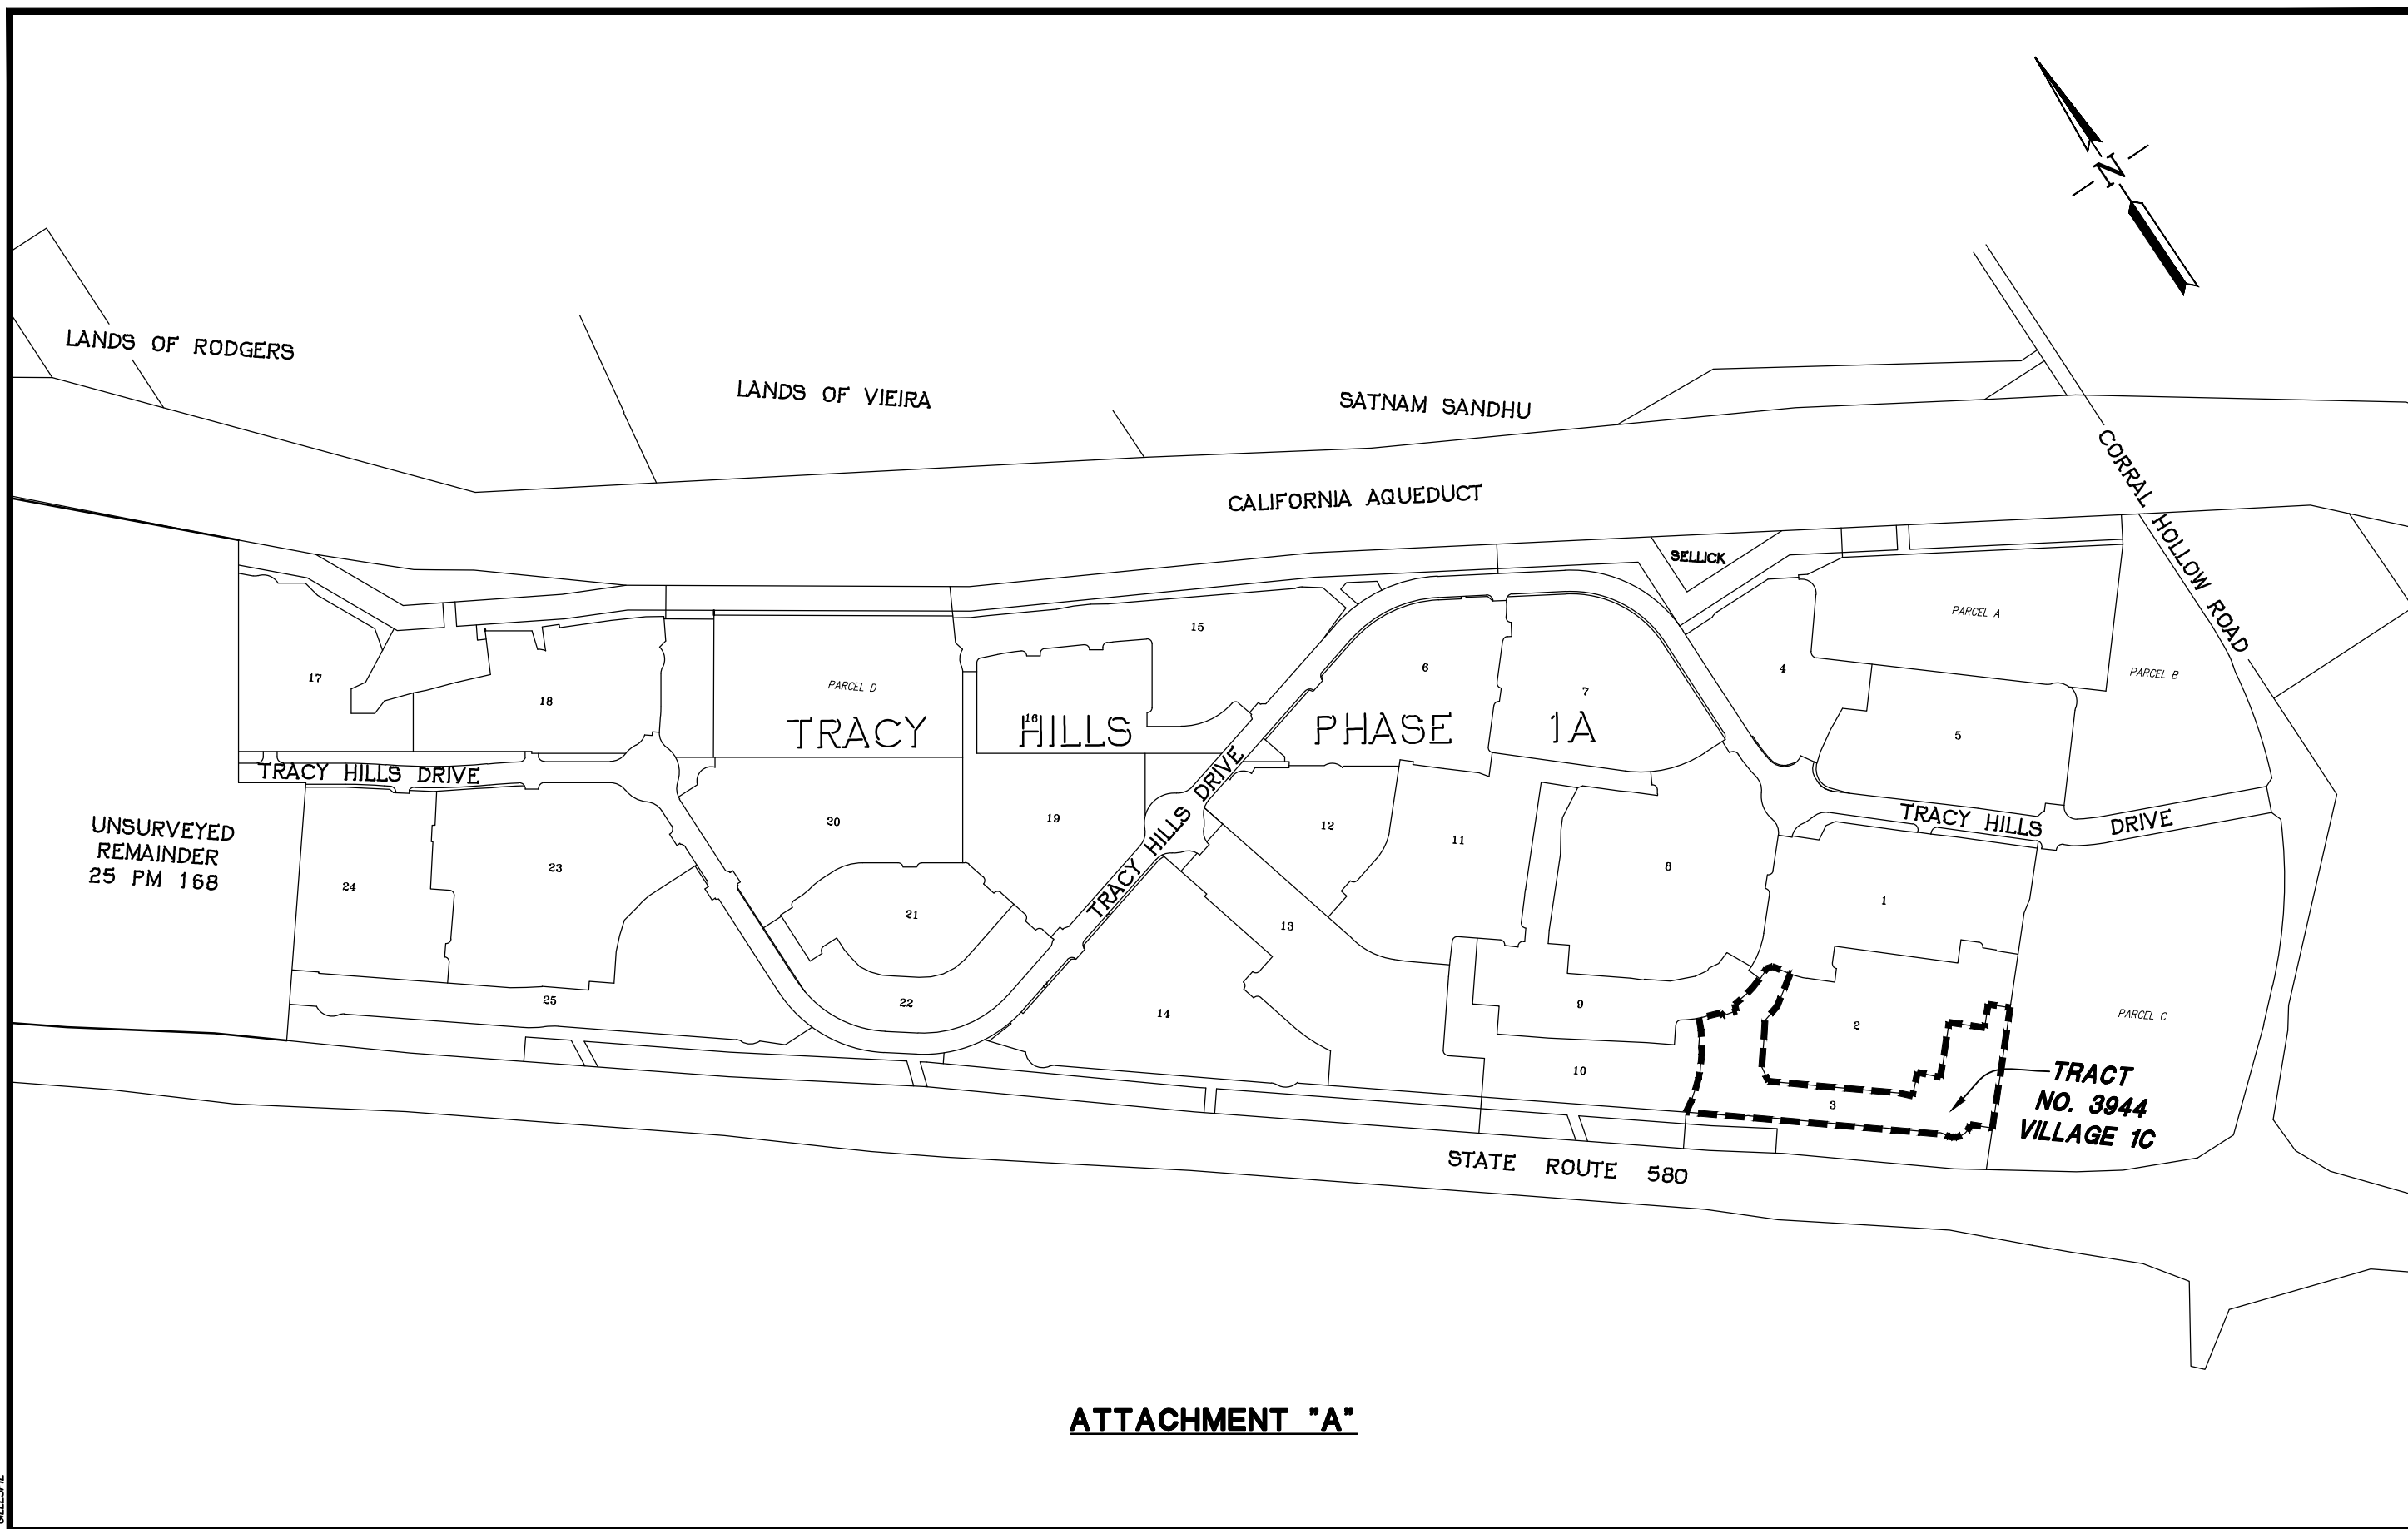 N
LANDS OF RODGERS
LANDS OF VIEIRA
SATNAM SANDHU
CORRAL HOLLOW ROAD
CALIFORNIA AQUEDUCT
SELLICK
PARCEL A
15
6
4
PARCEL B
17
PARCEL D
7
18
16
TRACY HILLS PHASE 1A
5
TRACY HILLS DRIVE
TRACY HILLS DRIVE
TRACY HILLS DRIVE
UNSURVEYED
REMAINDER
25 PM 168
20
19
12
11
8
23
24
21
13
1
25
22
14
9
2
PARCEL C
10
3
TRACT
NO. 3944
VILLAGE 1C
STATE ROUTE 580
ATTACHMENT "A"